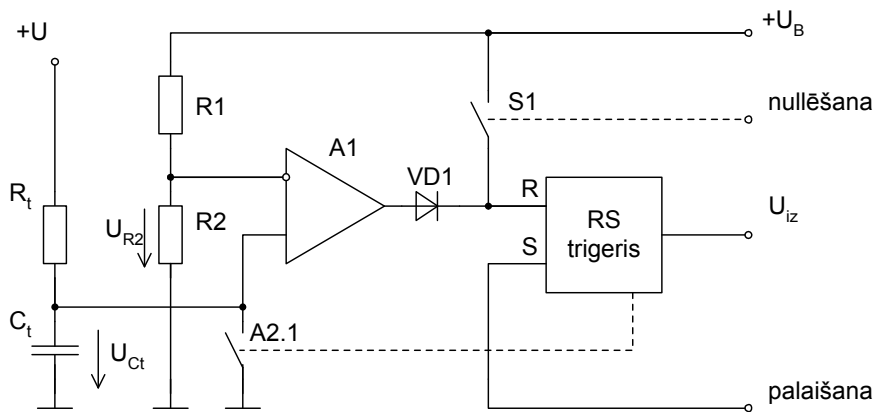 +U
+U_B
R1
S1
nullēšana
A1
VD1
R_t
U_R2
R2
R
S
RS
trigeris
U_iz
C_t
U_Ct
A2.1
palaišana